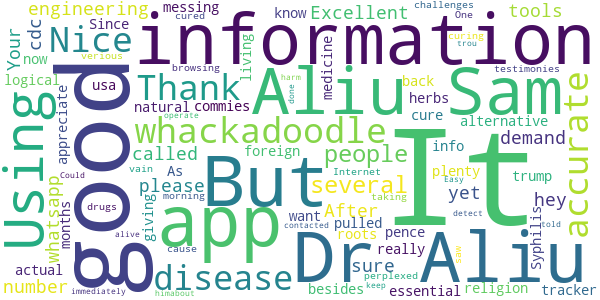 information
good
It
Dr Aliu
Aliu
Sam
But
app
Using
Nice
Thank
whackadoodle
disease
accurate
people
several
Excellent
engineering
tools
demand
called
please
number
Your
cdc
whatsapp
After
sure
yet
hey
info
plenty
trump
pence
really
religion
tracker
essential
besides
roots
pulled
want
foreign
natural
commies
usa
logical
now
Since
messing
know
cured
challenges
One
curing
trou
testimonies
verious
browsing
living
medicine
back
herbs
cure
alternative
harm
done
operate
appreciate
vain
Could
drugs
months
As
giving
morning
cause
alive
immediately
actual
contacted
himabout
Internet
perplexed
keep
taking
saw
Easy
detect
told
Syphills